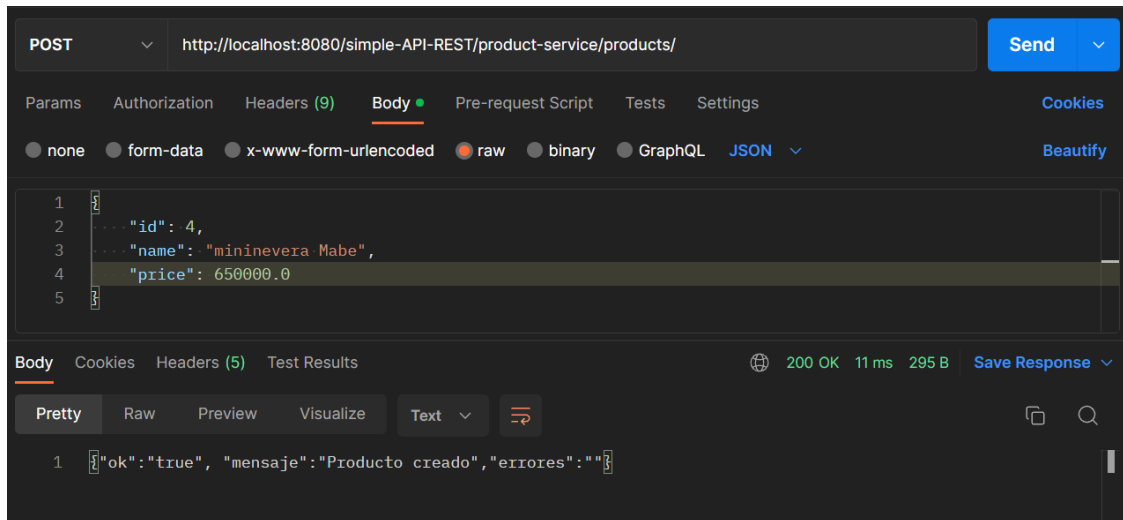 POST http://localhost:8080/simple-API-REST/product-service/products/ Send
Params Authorization Headers (9) Body Pre-request Script Tests Settings Cookies
none form-data x-www-form-urlencoded raw binary GraphQL JSON Beautify
1 {
2 ····"id":·4,
3 ····"name":·"mininevera·Mabe",
4 ····"price": 650000.0
5 }
Body Cookies Headers (5) Test Results 200 OK 11 ms 295 B Save Response
Pretty Raw Preview Visualize Text
1 {"ok":"true", "mensaje":"Producto creado","errores":""}